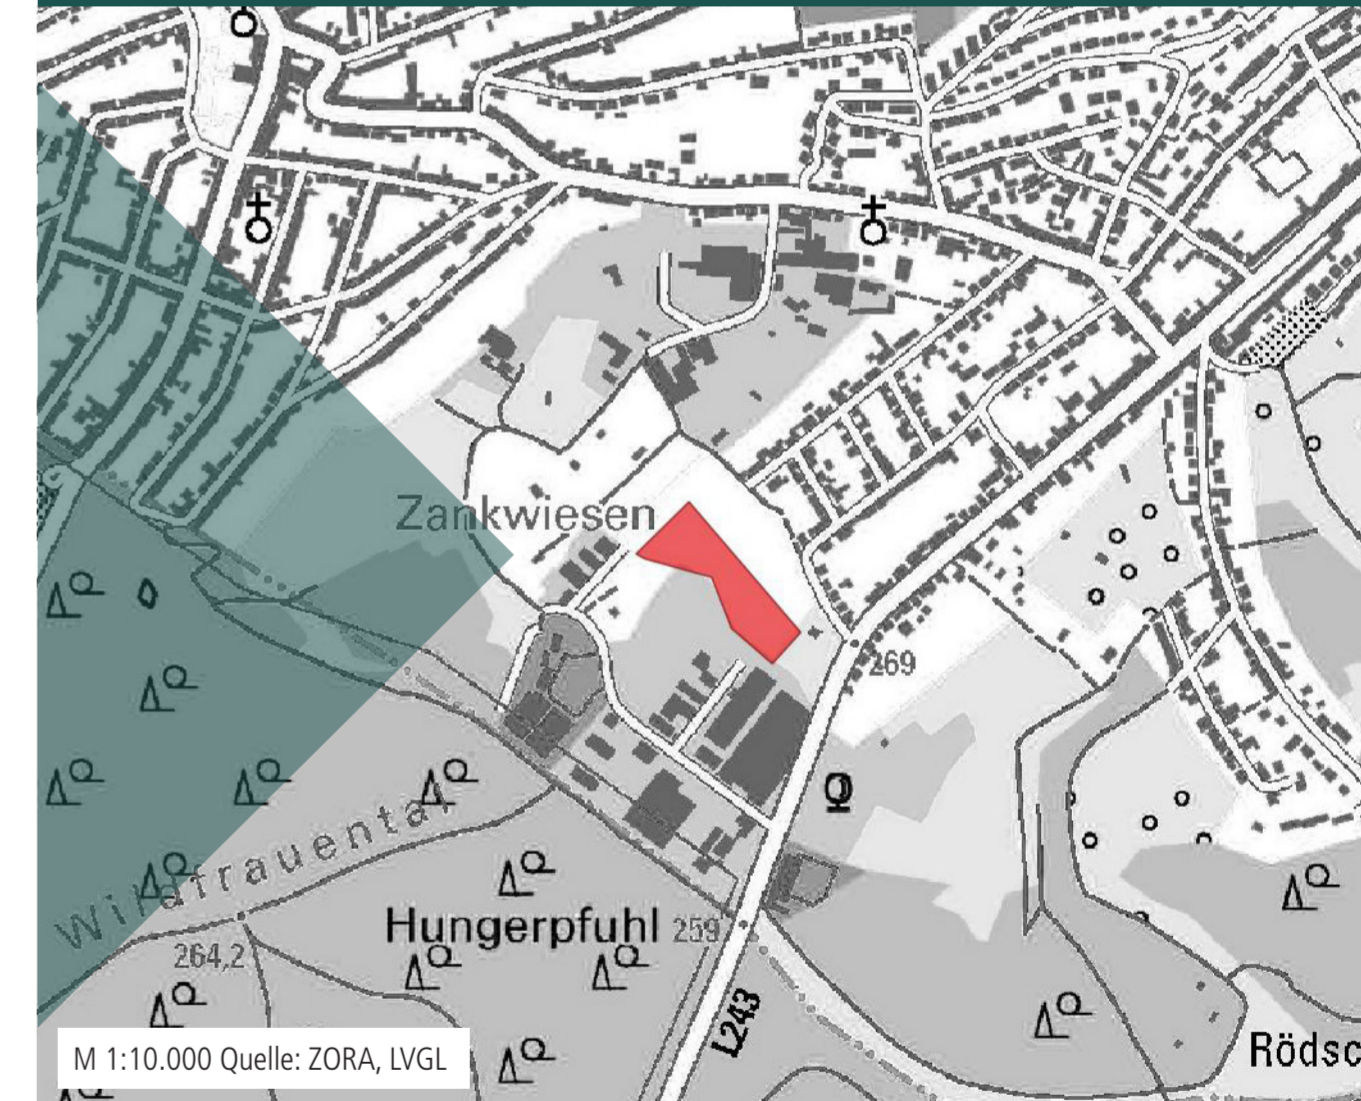 Zankwiesen
269
Wildfrauental
Hungerpfuhl 259
264,2
L243
M 1:10.000 Quelle: ZORA, LVGL
Rödsc